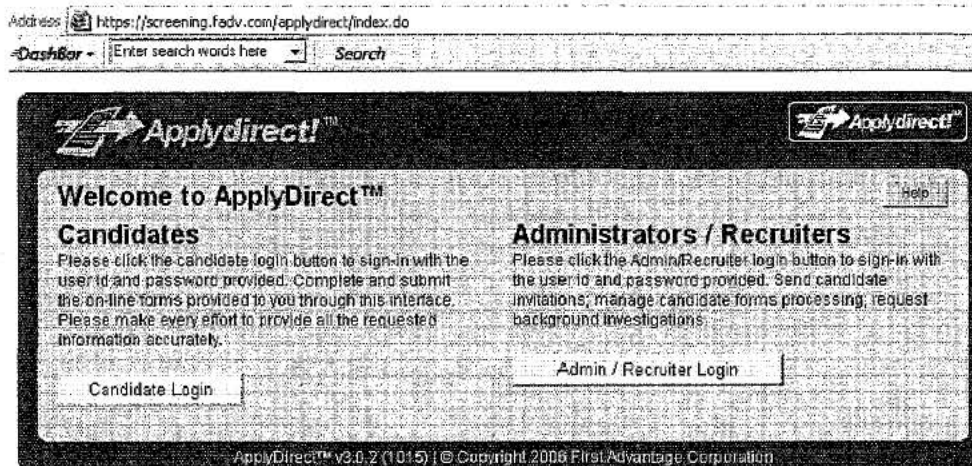 Address https://screening.fadv.com/applydirect/index.do
DashBar Enter search words here Search
Applydirect!™
Applydirect!™
Welcome to ApplyDirect™
Help
Candidates
Please click the candidate login button to sign-in with the
user id and password provided. Complete and submit
the on-line forms provided to you through this interface.
Please make every effort to provide all the requested
information accurately.
Candidate Login
Administrators / Recruiters
Please click the Admin/Recruiter login button to sign-in with
the user id and password provided. Send candidate
invitations, manage candidate forms processing, request
background investigations.
Admin / Recruiter Login
ApplyDirect™ v3.0.2 (1015) | © Copyright 2006 First Advantage Corporation